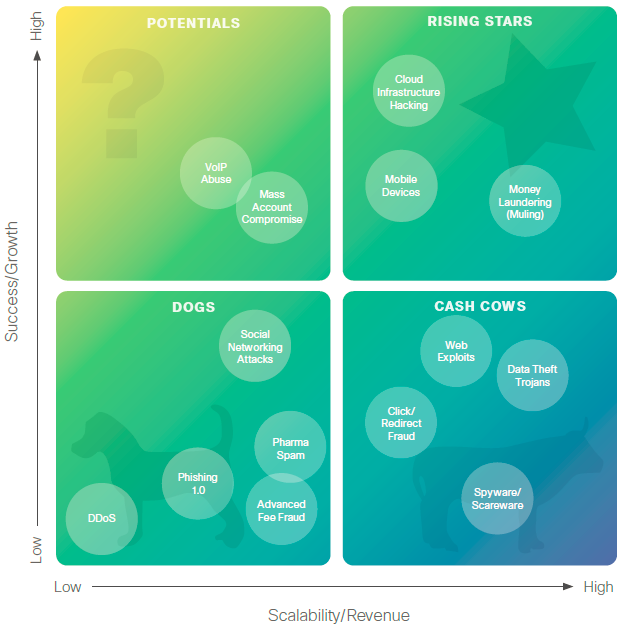 High
POTENTIALS
RISING STARS
Cloud
Infrastructure
Hacking
VoIP
Abuse
Mass
Account
Compromise
Mobile
Devices
Money
Laundering
(Muling)
Success/Growth
DOGS
CASH COWS
Social
Networking
Attacks
Web
Exploits
Data Theft
Trojans
Click/
Redirect
Fraud
Pharma
Spam
Phishing
1.0
Advanced
Fee Fraud
DDoS
Spyware/
Scareware
Low
Low
High
Scalability/Revenue